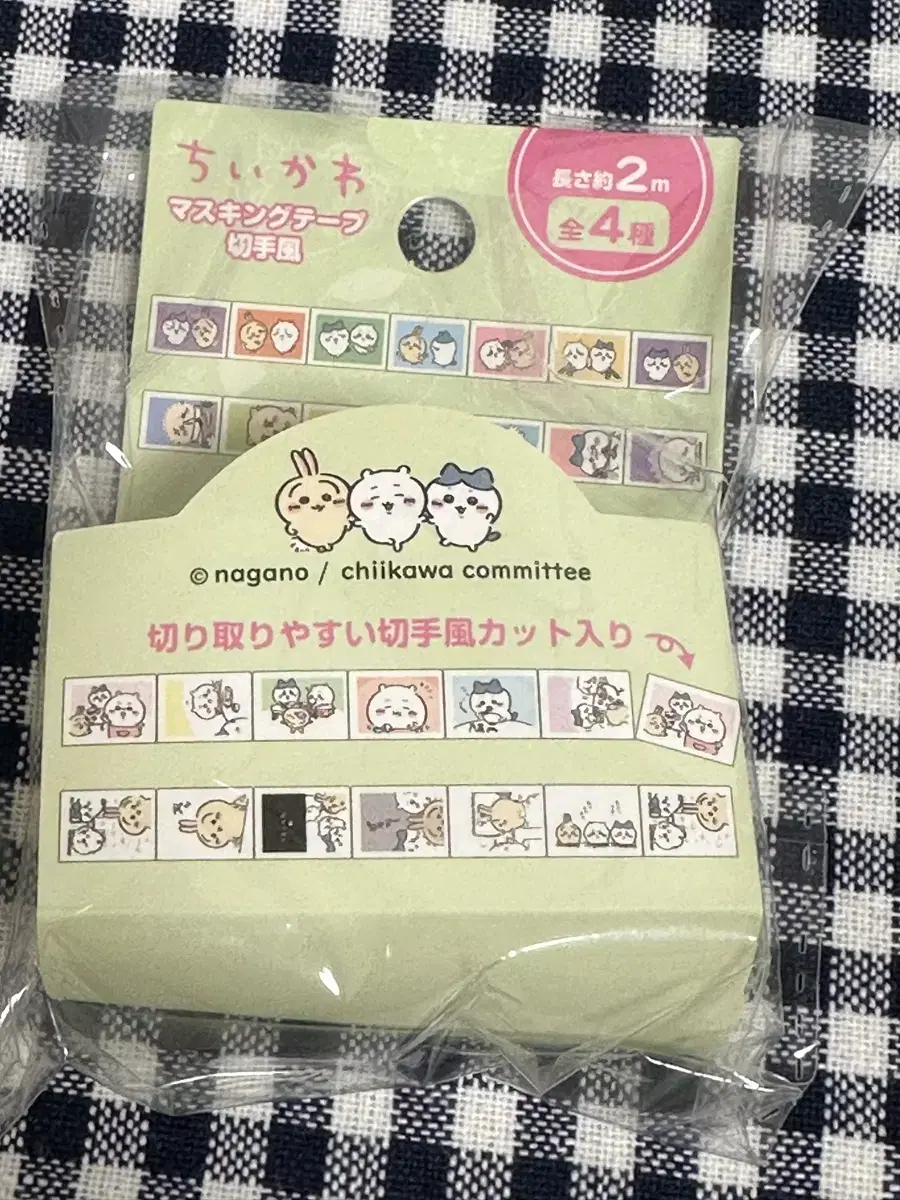 ちいかわ
マスキングテープ
切手風
長さ約2m
全4種
© nagano / chiikawa committee
切り取りやすい切手風カット入り